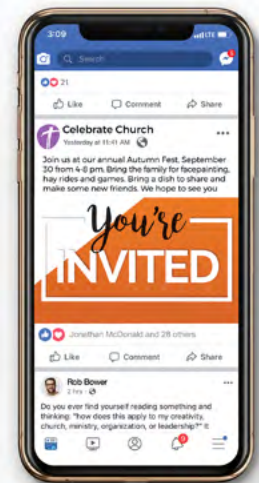 3:09
LTE
Search
21
Like Comment Share
Celebrate Church
Yesterday at 11:41 AM
Join us at our annual Autumn Fest, September
30 from 4-8 pm. Bring the family for facepainting,
hay rides and games. Bring a dish to share and
make some new friends. We hope to see you
You're
INVITED
Jonathan McDonald and 28 others
Like Comment Share
Rob Bower
2 hrs
Do you ever find yourself reading something and
thinking: "how does this apply to my creativity,
church, ministry, organization, or leadership?" It